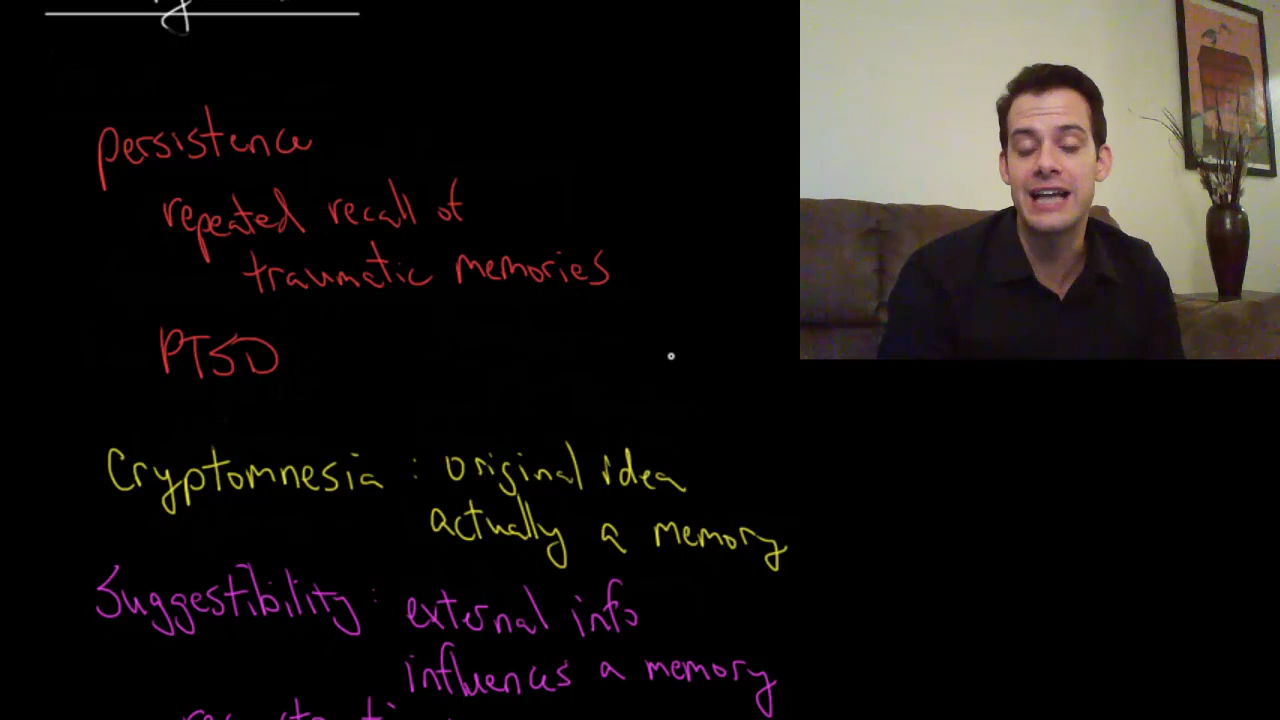 persistence
repeated recall of
traumatic memories
PTSD
Cryptomnesia : original idea
actually a memory
Suggestibility : external info
influences a memory